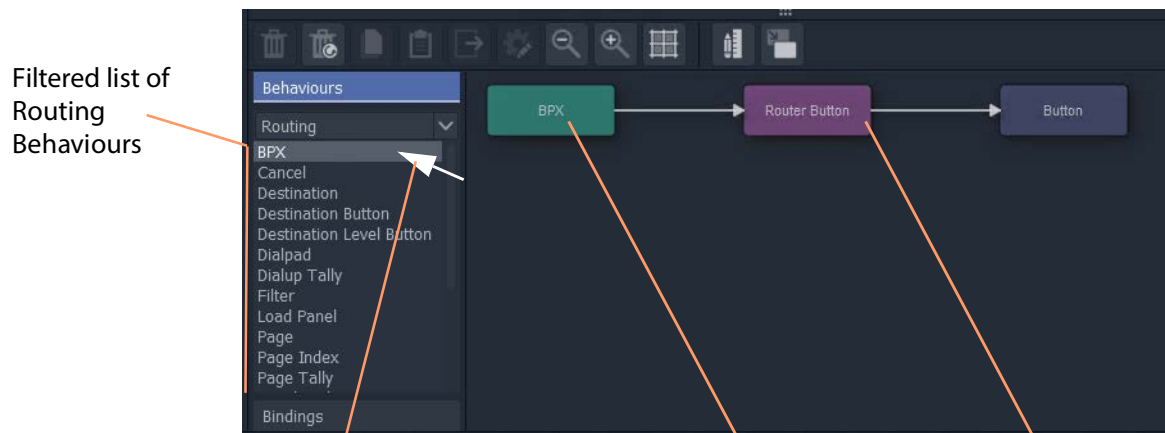 Filtered list of
Routing
Behaviours
Behaviours
Routing
BPX
Cancel
Destination
Destination Button
Destination Level Button
Dialpad
Dialup Tally
Filter
Load Panel
Page
Page Index
Page Tally
Bindings
BPX
Router Button
Button